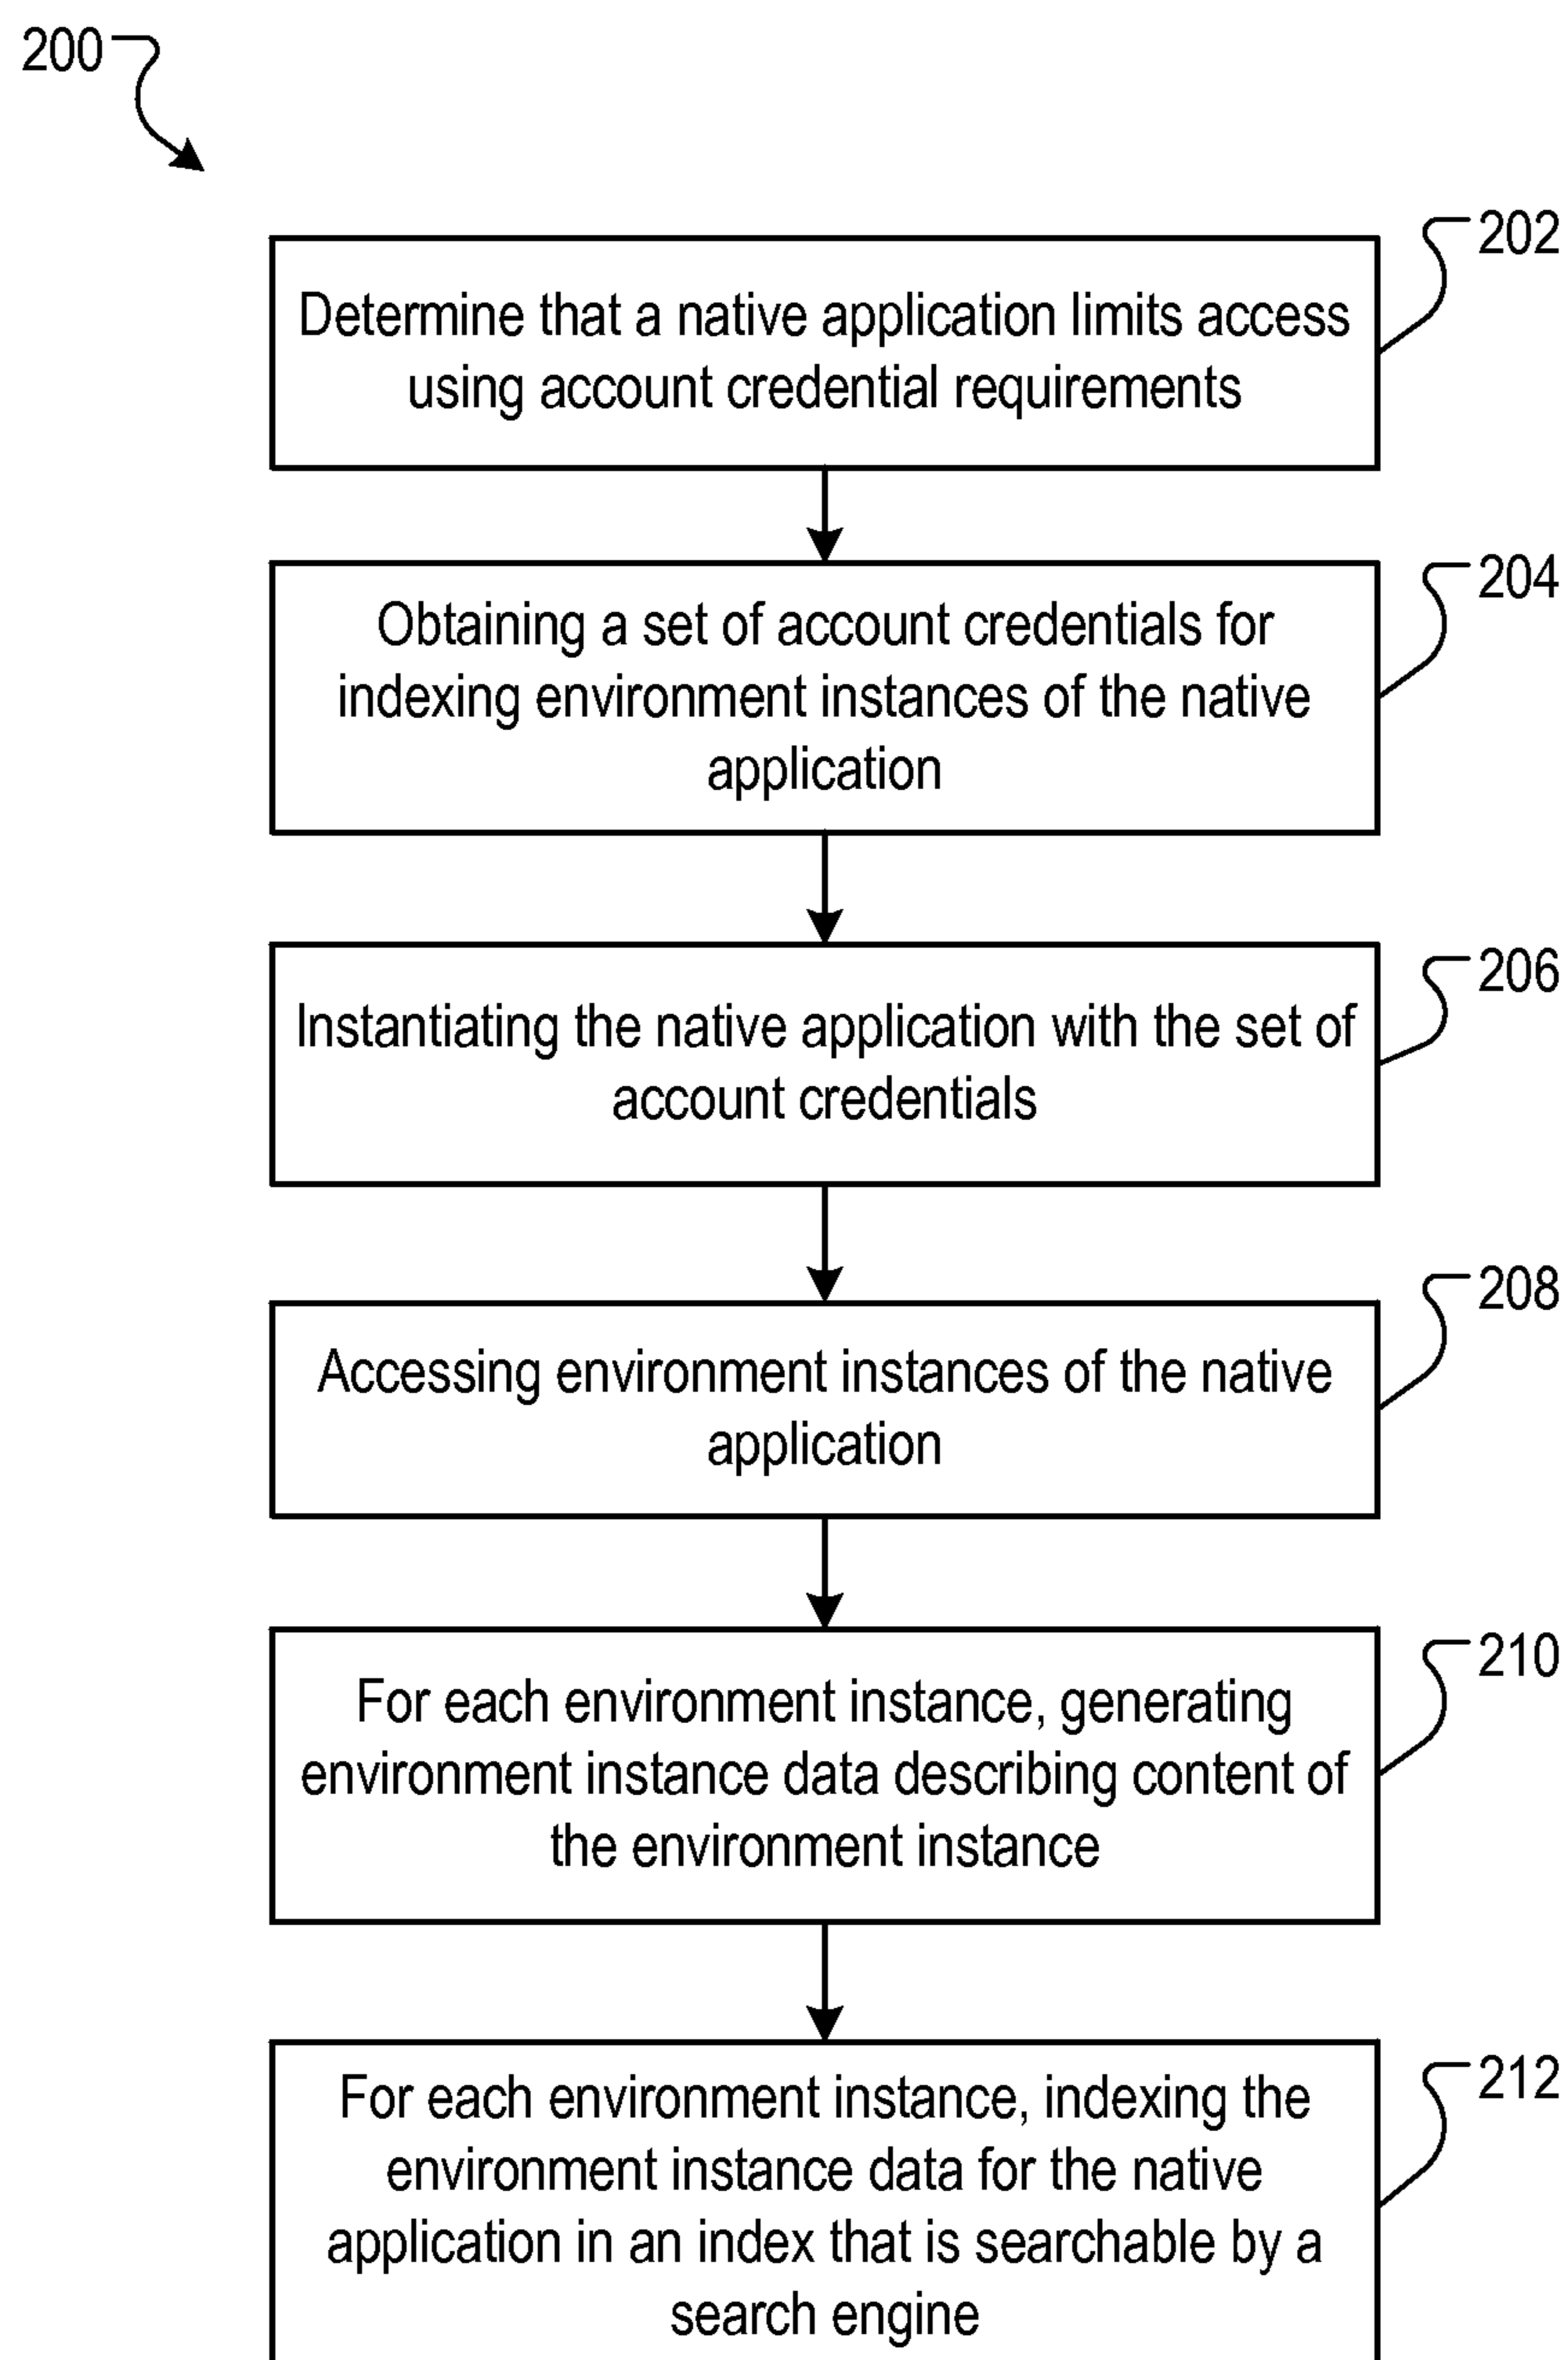 200
202
Determine that a native application limits access
using account credential requirements
204
Obtaining a set of account credentials for
indexing environment instances of the native
application
206
Instantiating the native application with the set of
account credentials
208
Accessing environment instances of the native
application
210
For each environment instance, generating
environment instance data describing content of
the environment instance
212
For each environment instance, indexing the
environment instance data for the native
application in an index that is searchable by a
search engine